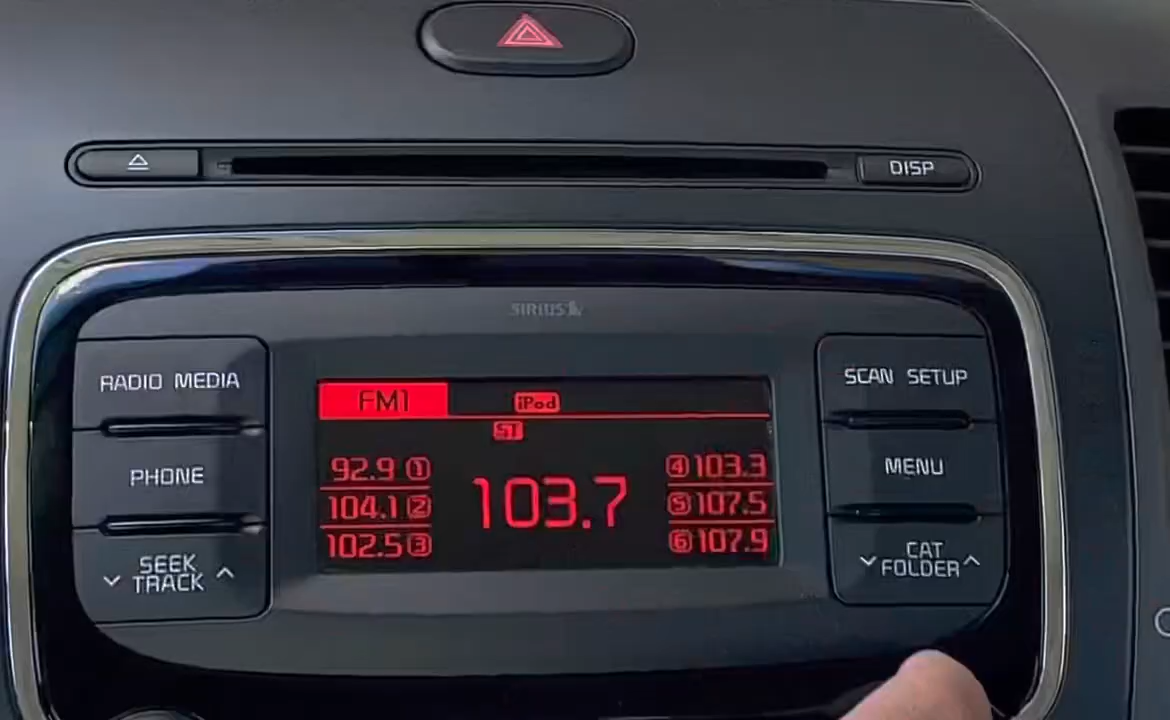 DISP
SIRIUS
RADIO MEDIA
SCAN SETUP
FM1
iPod
ST
PHONE
MENU
92.9 1
104.1 2
102.5 3
103.7
4 103.3
5 107.5
6 107.9
SEEK
TRACK
CAT
FOLDER